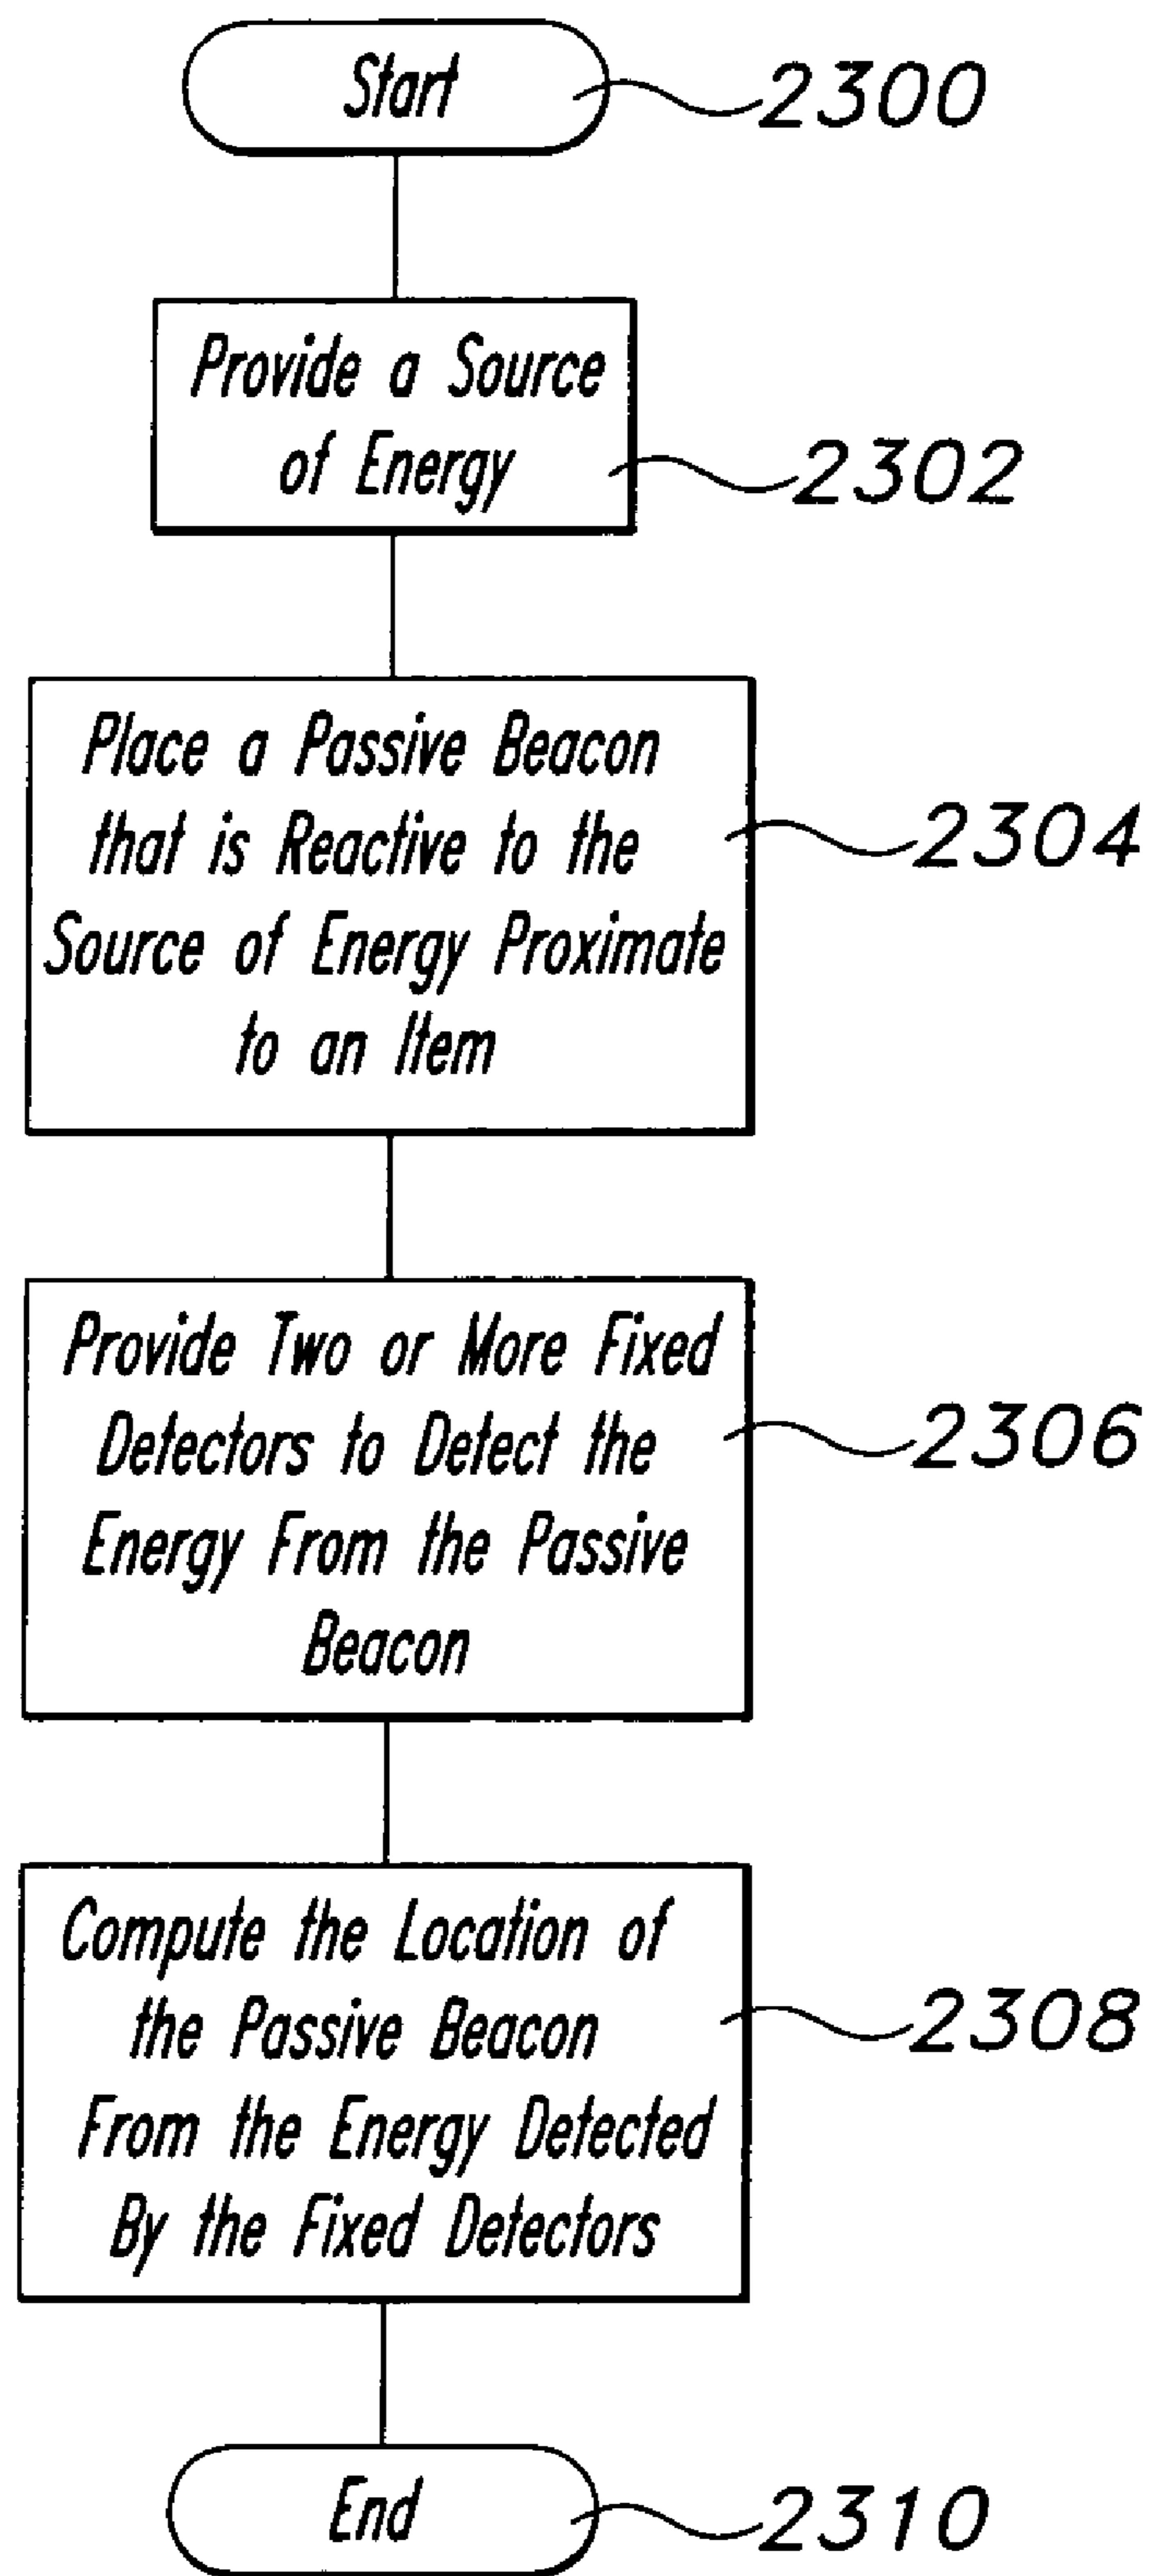 Start
2300
Provide a Source
of Energy
2302
Place a Passive Beacon
that is Reactive to the
Source of Energy Proximate
to an Item
2304
Provide Two or More Fixed
Detectors to Detect the
Energy From the Passive
Beacon
2306
Compute the Location of
the Passive Beacon
From the Energy Detected
By the Fixed Detectors
2308
End
2310